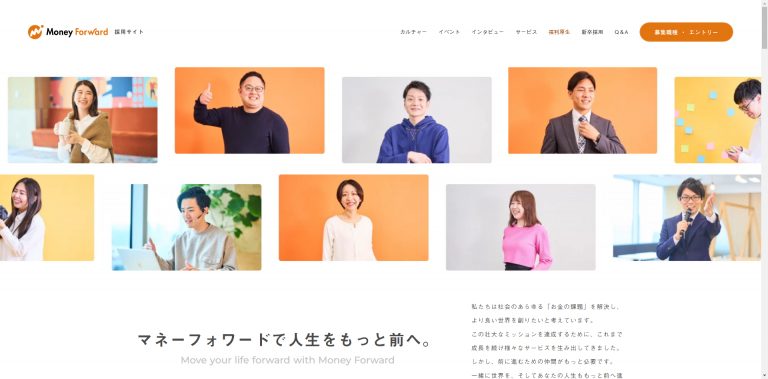 Money Forward 採用サイト
カルチャー イベント インタビュー サービス 福利厚生 新卒採用 Q&A 募集職種 ・ エントリー
マネーフォワードで人生をもっと前へ。
Move your life forward with Money Forward
私たちは社会のあらゆる「お金の課題」を解決し、
より良い世界を創りたいと考えています。
この壮大なミッションを達成するために、これまで
成長を続け様々なサービスを生み出してきました。
しかし、前に進むための仲間がもっと必要です。
一緒に世界を、そしてあなたの人生ももっと前へ進